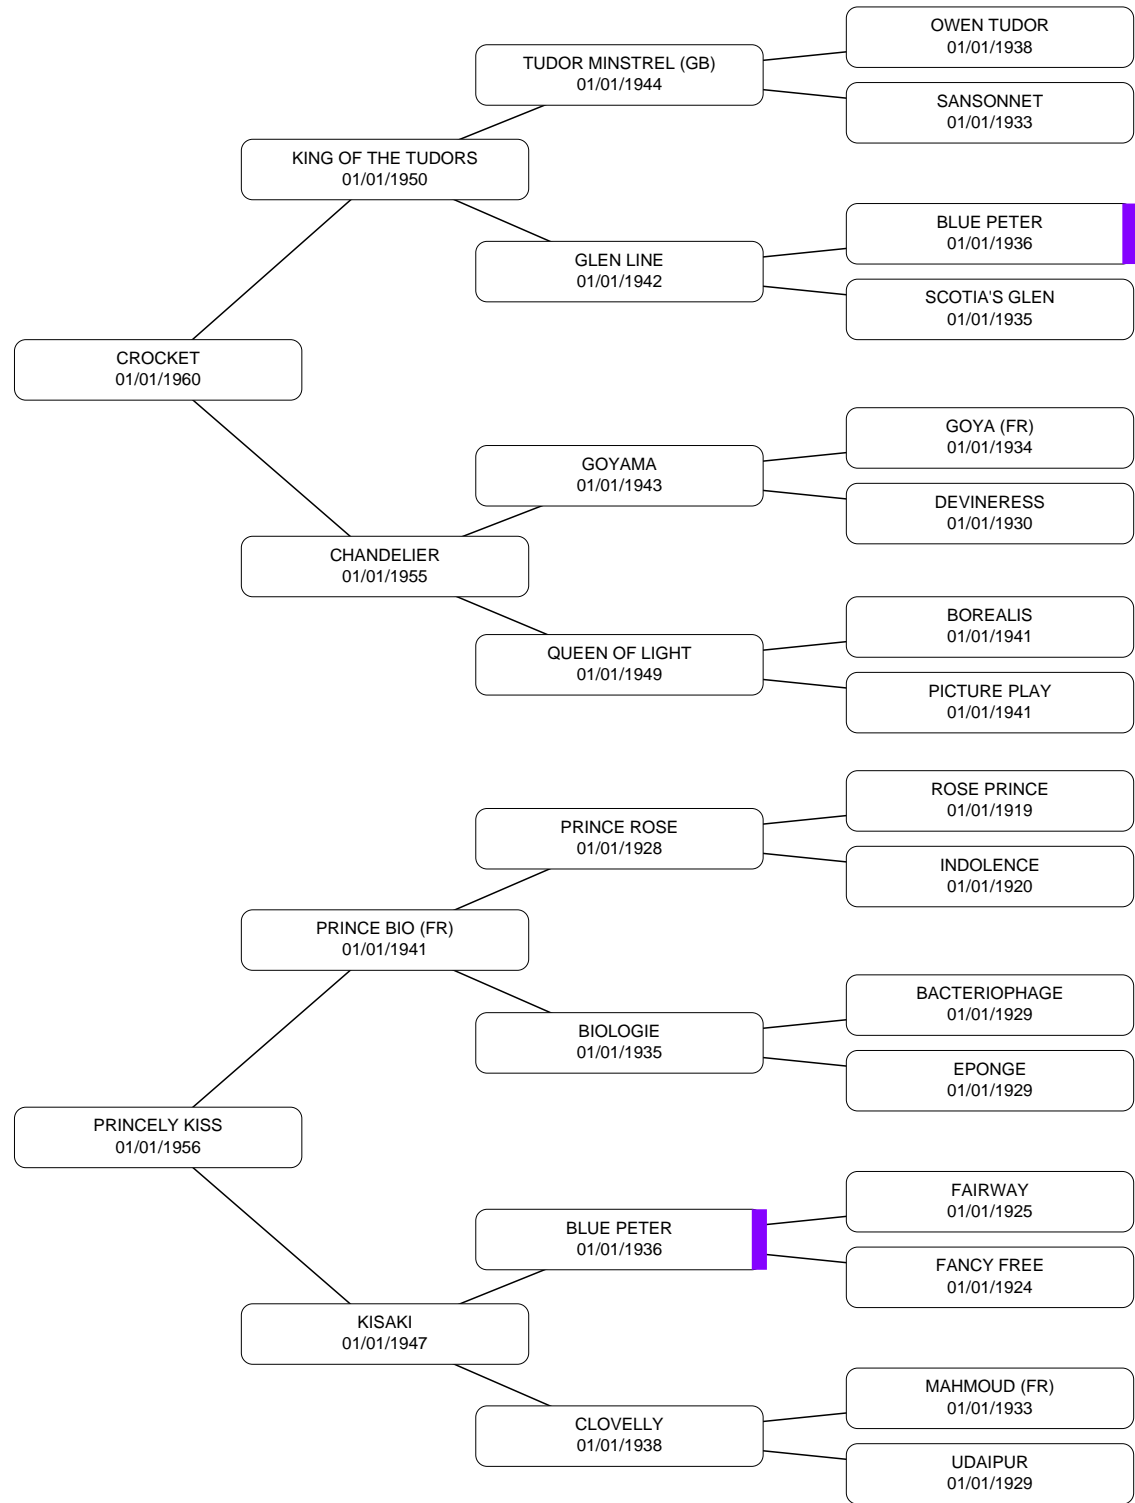 OWEN TUDOR
01/01/1938
TUDOR MINSTREL (GB)
01/01/1944
SANSONNET
01/01/1933
KING OF THE TUDORS
01/01/1950
BLUE PETER
01/01/1936
GLEN LINE
01/01/1942
SCOTIA'S GLEN
01/01/1935
CROCKET
01/01/1960
GOYA (FR)
01/01/1934
GOYAMA
01/01/1943
DEVINERESS
01/01/1930
CHANDELIER
01/01/1955
BOREALIS
01/01/1941
QUEEN OF LIGHT
01/01/1949
PICTURE PLAY
01/01/1941
ROSE PRINCE
01/01/1919
PRINCE ROSE
01/01/1928
INDOLENCE
01/01/1920
PRINCE BIO (FR)
01/01/1941
BACTERIOPHAGE
01/01/1929
BIOLOGIE
01/01/1935
EPONGE
01/01/1929
PRINCELY KISS
01/01/1956
FAIRWAY
01/01/1925
BLUE PETER
01/01/1936
FANCY FREE
01/01/1924
KISAKI
01/01/1947
MAHMOUD (FR)
01/01/1933
CLOVELLY
01/01/1938
UDAIPUR
01/01/1929